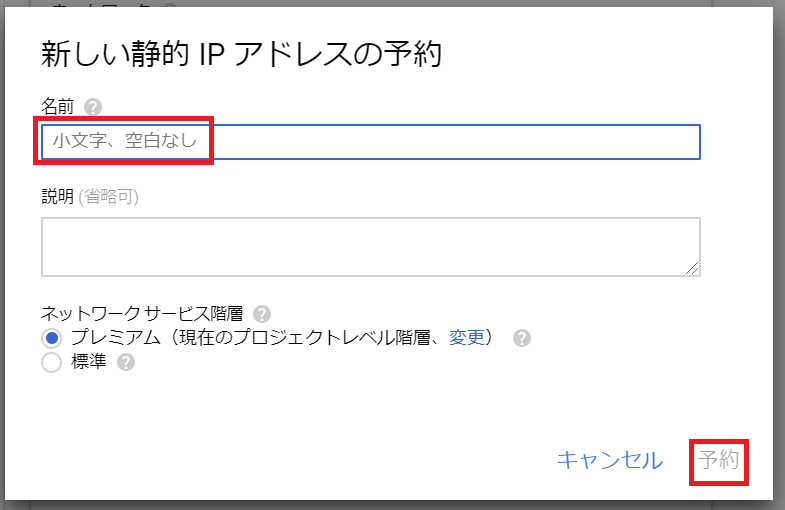 新しい静的 IP アドレスの予約
名前
小文字、空白なし
説明 (省略可)
ネットワーク サービス階層
プレミアム（現在のプロジェクトレベル階層、変更）
標準
キャンセル 予約